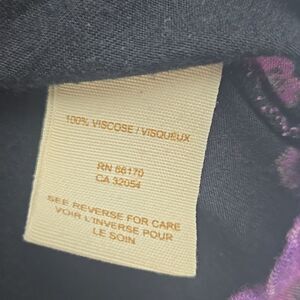 100% VISCOSE / VISQUEUX
RN 66170
CA 32054
SEE REVERSE FOR CARE
VOIR L'INVERSE POUR
LE SOIN